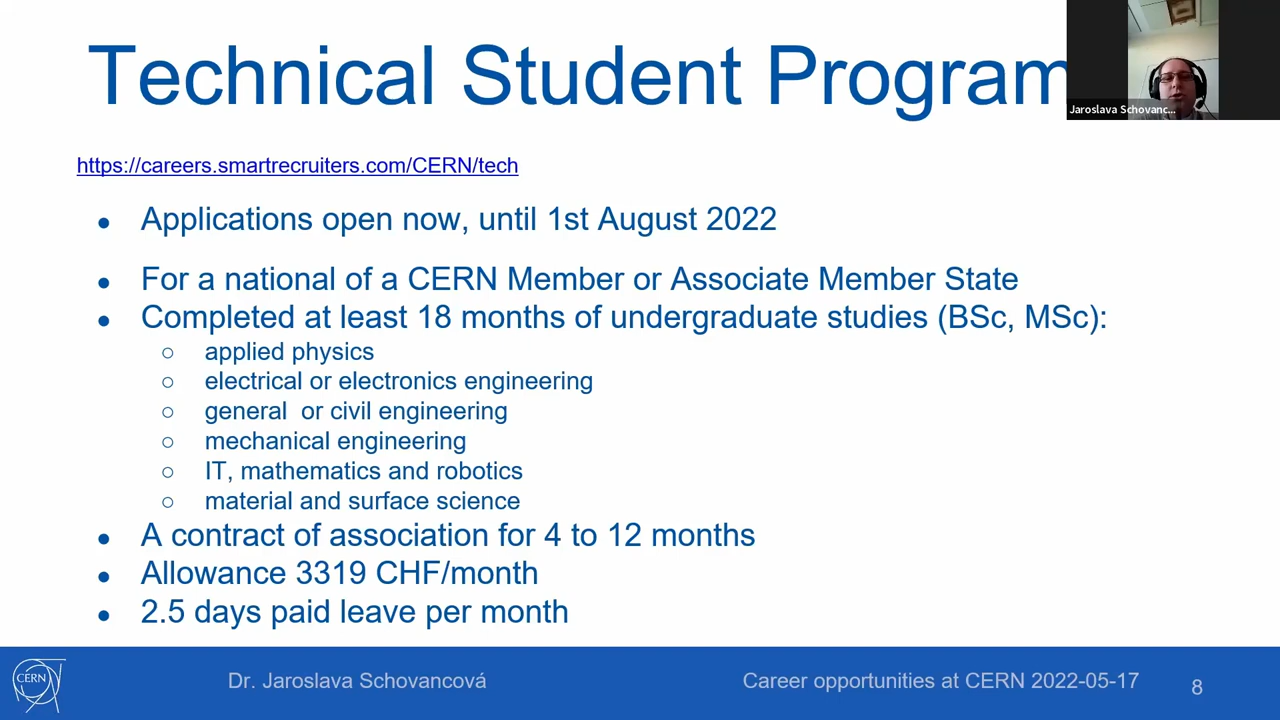 Technical Student Program
Jaroslava Schovanc...
https://careers.smartrecruiters.com/CERN/tech
● Applications open now, until 1st August 2022
● For a national of a CERN Member or Associate Member State
● Completed at least 18 months of undergraduate studies (BSc, MSc):
○ applied physics
○ electrical or electronics engineering
○ general or civil engineering
○ mechanical engineering
○ IT, mathematics and robotics
○ material and surface science
● A contract of association for 4 to 12 months
● Allowance 3319 CHF/month
● 2.5 days paid leave per month
CERN
Dr. Jaroslava Schovancová
Career opportunities at CERN 2022-05-17
8